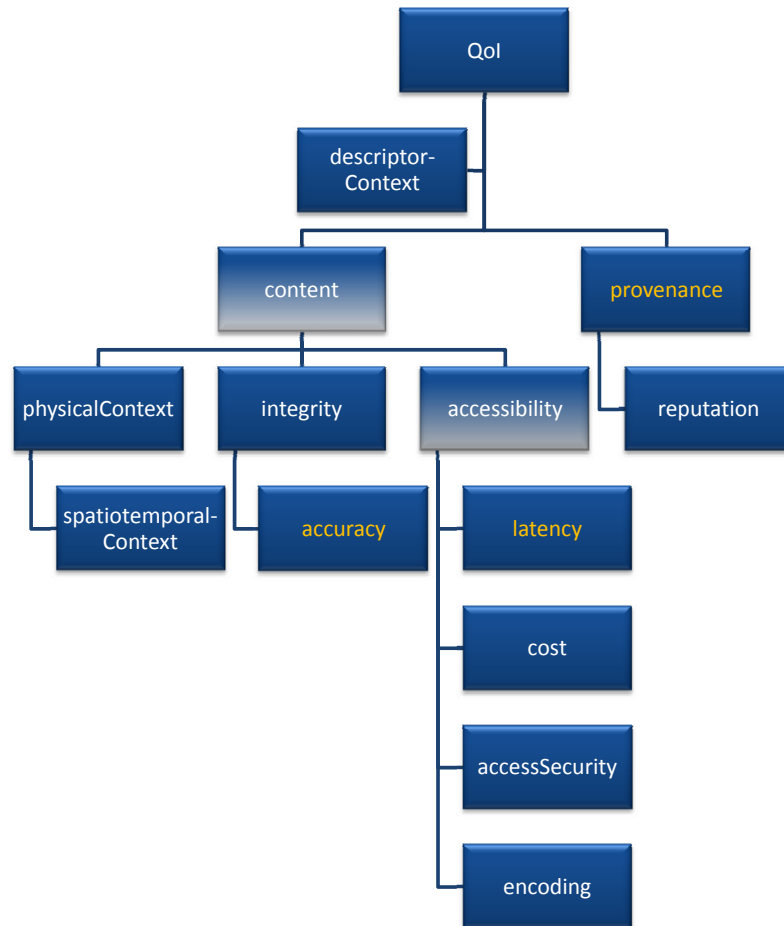 QoI
descriptor-
Context
content
provenance
physicalContext
integrity
accessibility
reputation
spatiotemporal-
Context
accuracy
latency
cost
accessSecurity
encoding